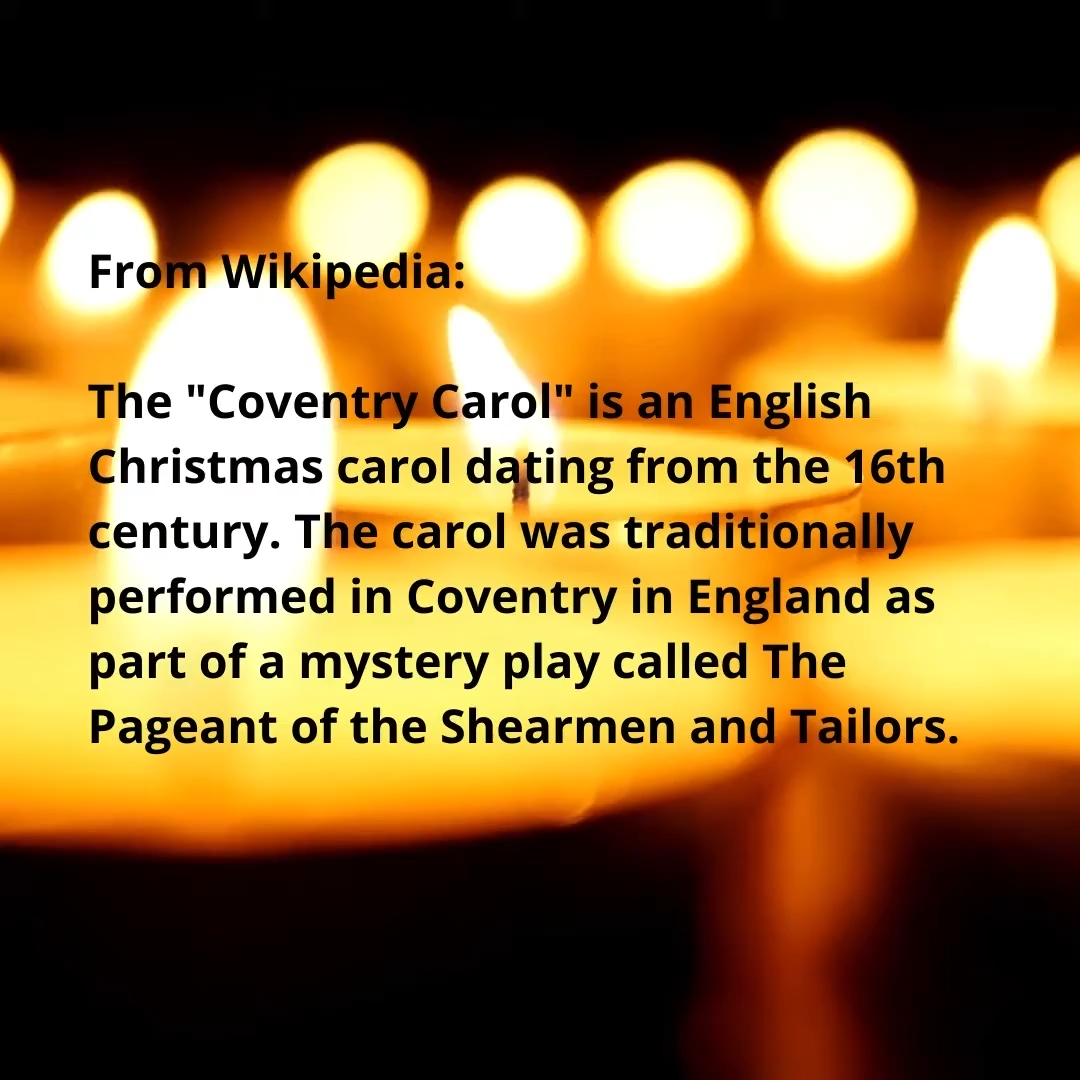 From Wikipedia:
The "Coventry Carol" is an English
Christmas carol dating from the 16th
century. The carol was traditionally
performed in Coventry in England as
part of a mystery play called The
Pageant of the Shearmen and Tailors.